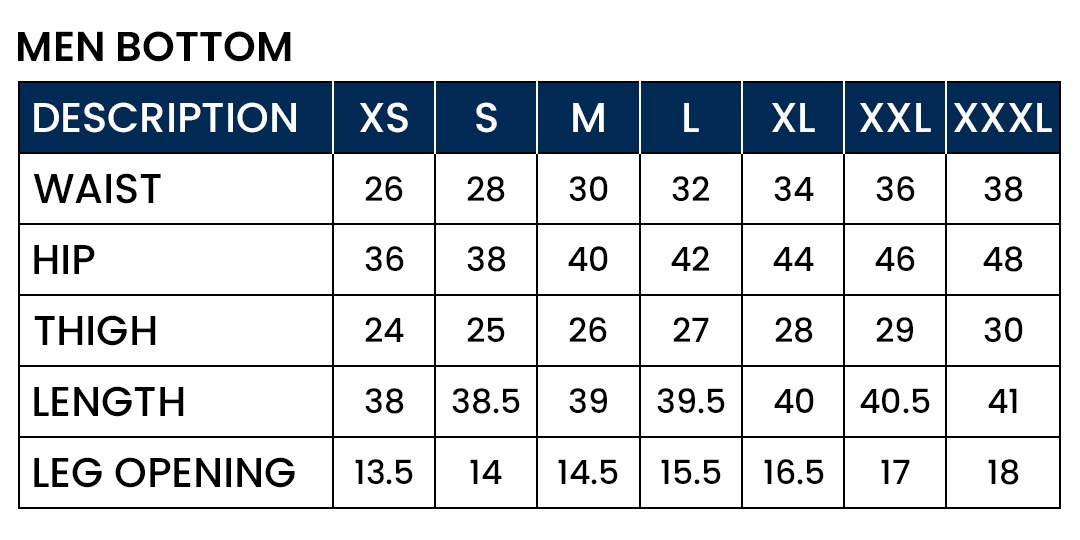 MEN BOTTOM
DESCRIPTION XS S M L XL XXL XXXL
WAIST 26 28 30 32 34 36 38
HIP 36 38 40 42 44 46 48
THIGH 24 25 26 27 28 29 30
LENGTH 38 38.5 39 39.5 40 40.5 41
LEG OPENING 13.5 14 14.5 15.5 16.5 17 18